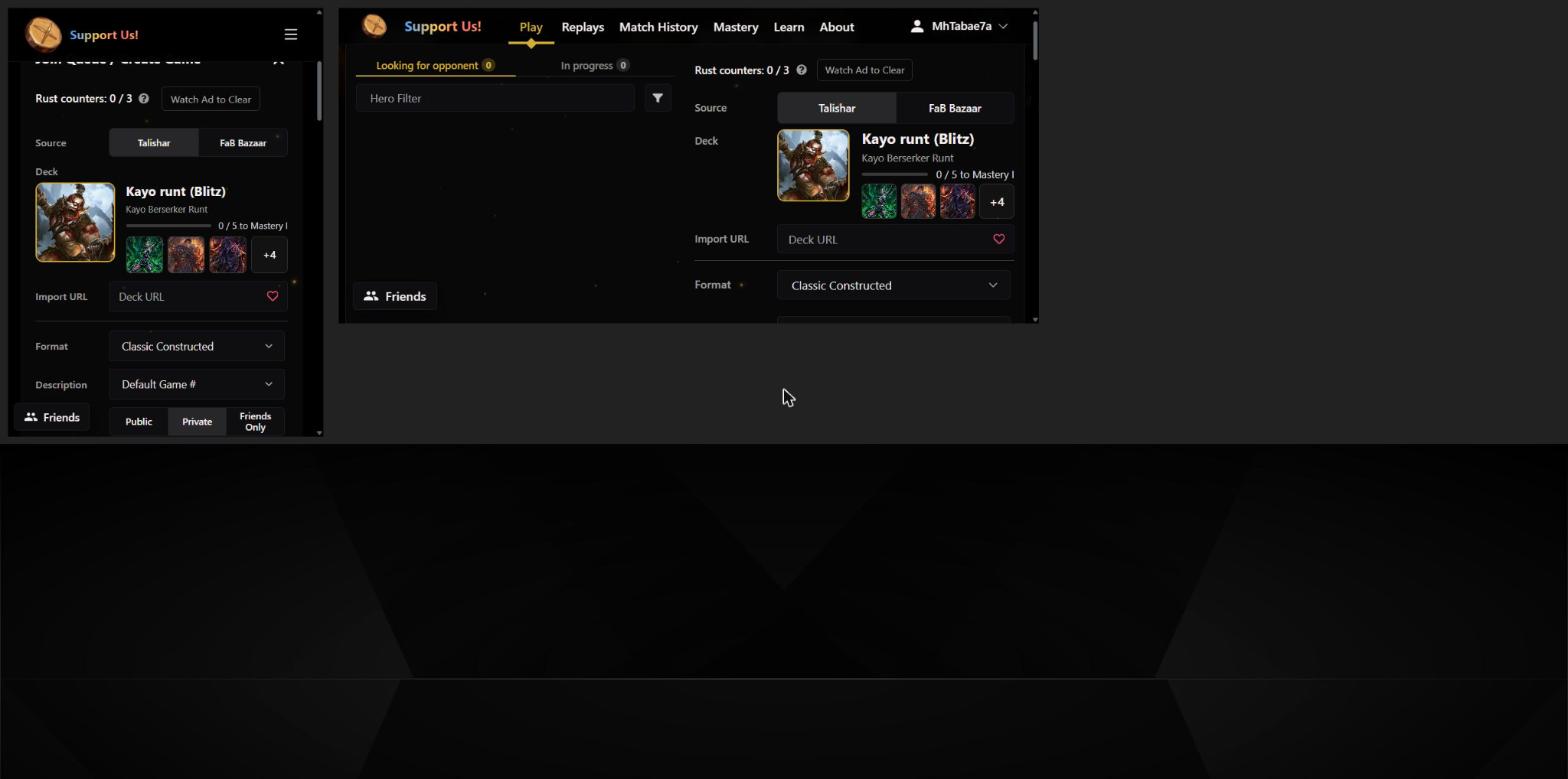 Support Us!
Join Queue / Create Game
Rust counters: 0 / 3
Watch Ad to Clear
Source
Talishar
FaB Bazaar
Deck
Kayo runt (Blitz)
Kayo Berserker Runt
0 / 5 to Mastery I
+4
Import URL
Deck URL
Format
Classic Constructed
Description
Default Game #
Friends
Public
Private
Friends
Only
Support Us!
Play
Replays
Match History
Mastery
Learn
About
MhTabae7a
Looking for opponent 0
In progress 0
Hero Filter
Friends
Rust counters: 0 / 3
Watch Ad to Clear
Source
Talishar
FaB Bazaar
Deck
Kayo runt (Blitz)
Kayo Berserker Runt
0 / 5 to Mastery I
+4
Import URL
Deck URL
Format
Classic Constructed